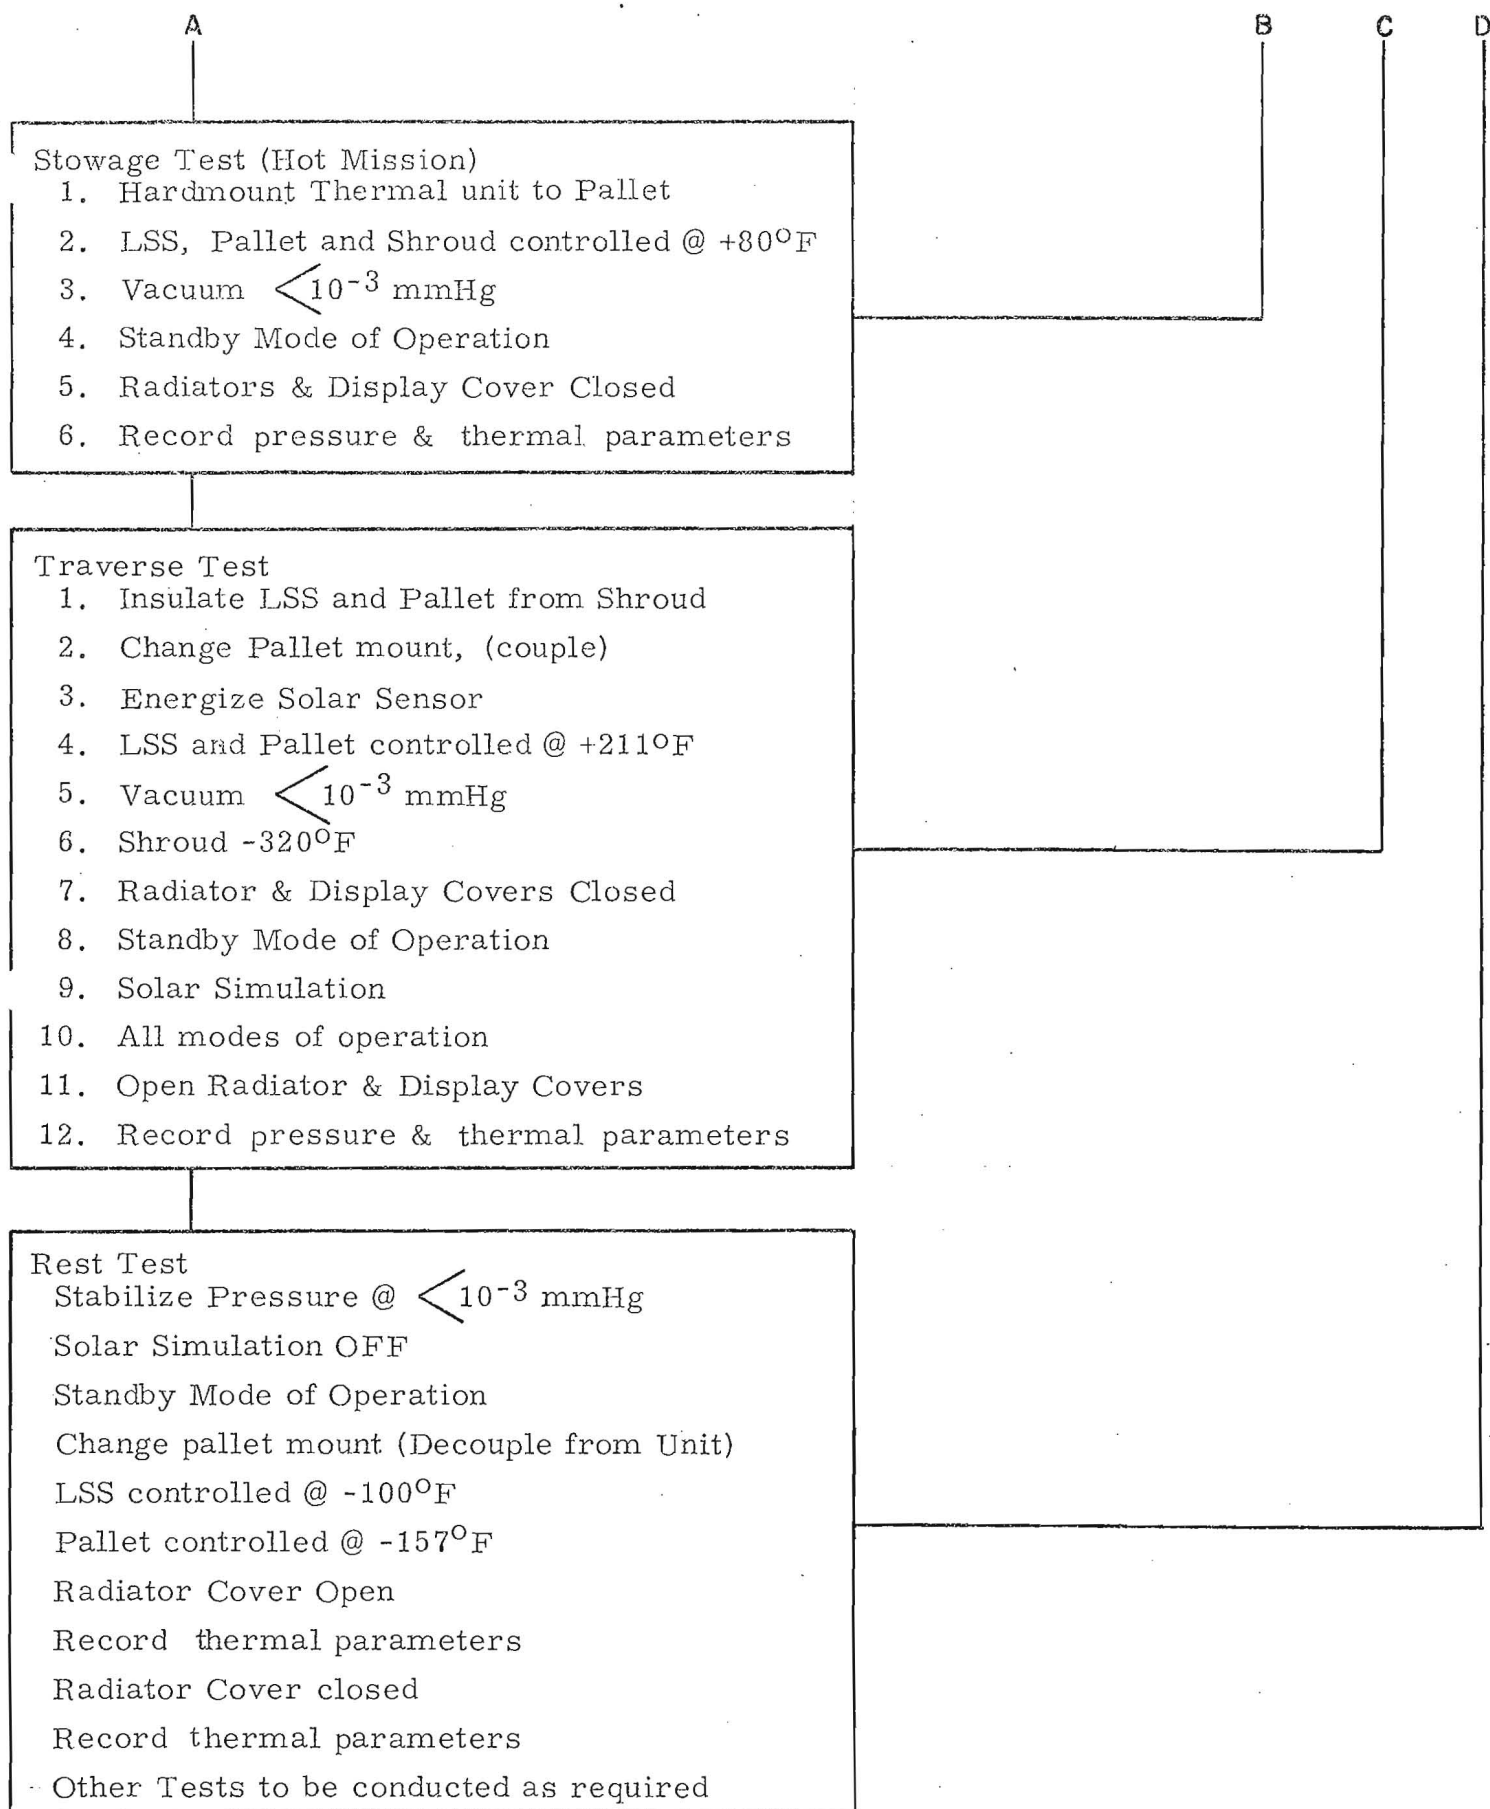 A B C D
Stowage Test (Hot Mission)
1. Hardmount Thermal unit to Pallet
2. LSS, Pallet and Shroud controlled @ +80°F
3. Vacuum <10⁻³ mmHg
4. Standby Mode of Operation
5. Radiators & Display Cover Closed
6. Record pressure & thermal parameters
Traverse Test
1. Insulate LSS and Pallet from Shroud
2. Change Pallet mount, (couple)
3. Energize Solar Sensor
4. LSS and Pallet controlled @ +211°F
5. Vacuum <10⁻³ mmHg
6. Shroud -320°F
7. Radiator & Display Covers Closed
8. Standby Mode of Operation
9. Solar Simulation
10. All modes of operation
11. Open Radiator & Display Covers
12. Record pressure & thermal parameters
Rest Test
Stabilize Pressure @ <10⁻³ mmHg
Solar Simulation OFF
Standby Mode of Operation
Change pallet mount (Decouple from Unit)
LSS controlled @ -100°F
Pallet controlled @ -157°F
Radiator Cover Open
Record thermal parameters
Radiator Cover closed
Record thermal parameters
Other Tests to be conducted as required